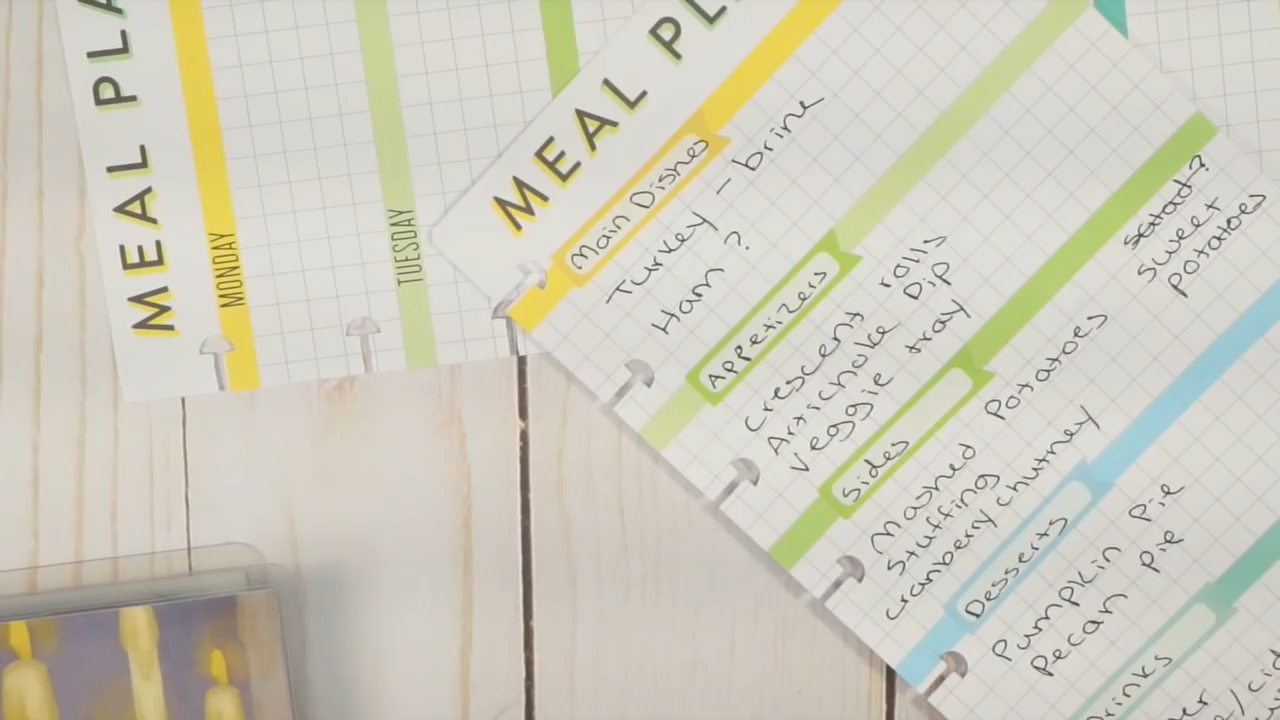 MEAL PLA
MONDAY
TUESDAY
MEAL PL
Main Dishes
Turkey - brine
Ham ?
Appetizers
crescent rolls
Artichoke Dip
veggie tray
Sides
Mashed Potatoes
Stuffing
cranberry chutney
salad?
sweet
potatoes
Desserts
Pumpkin Pie
Pecan Pie
Drinks